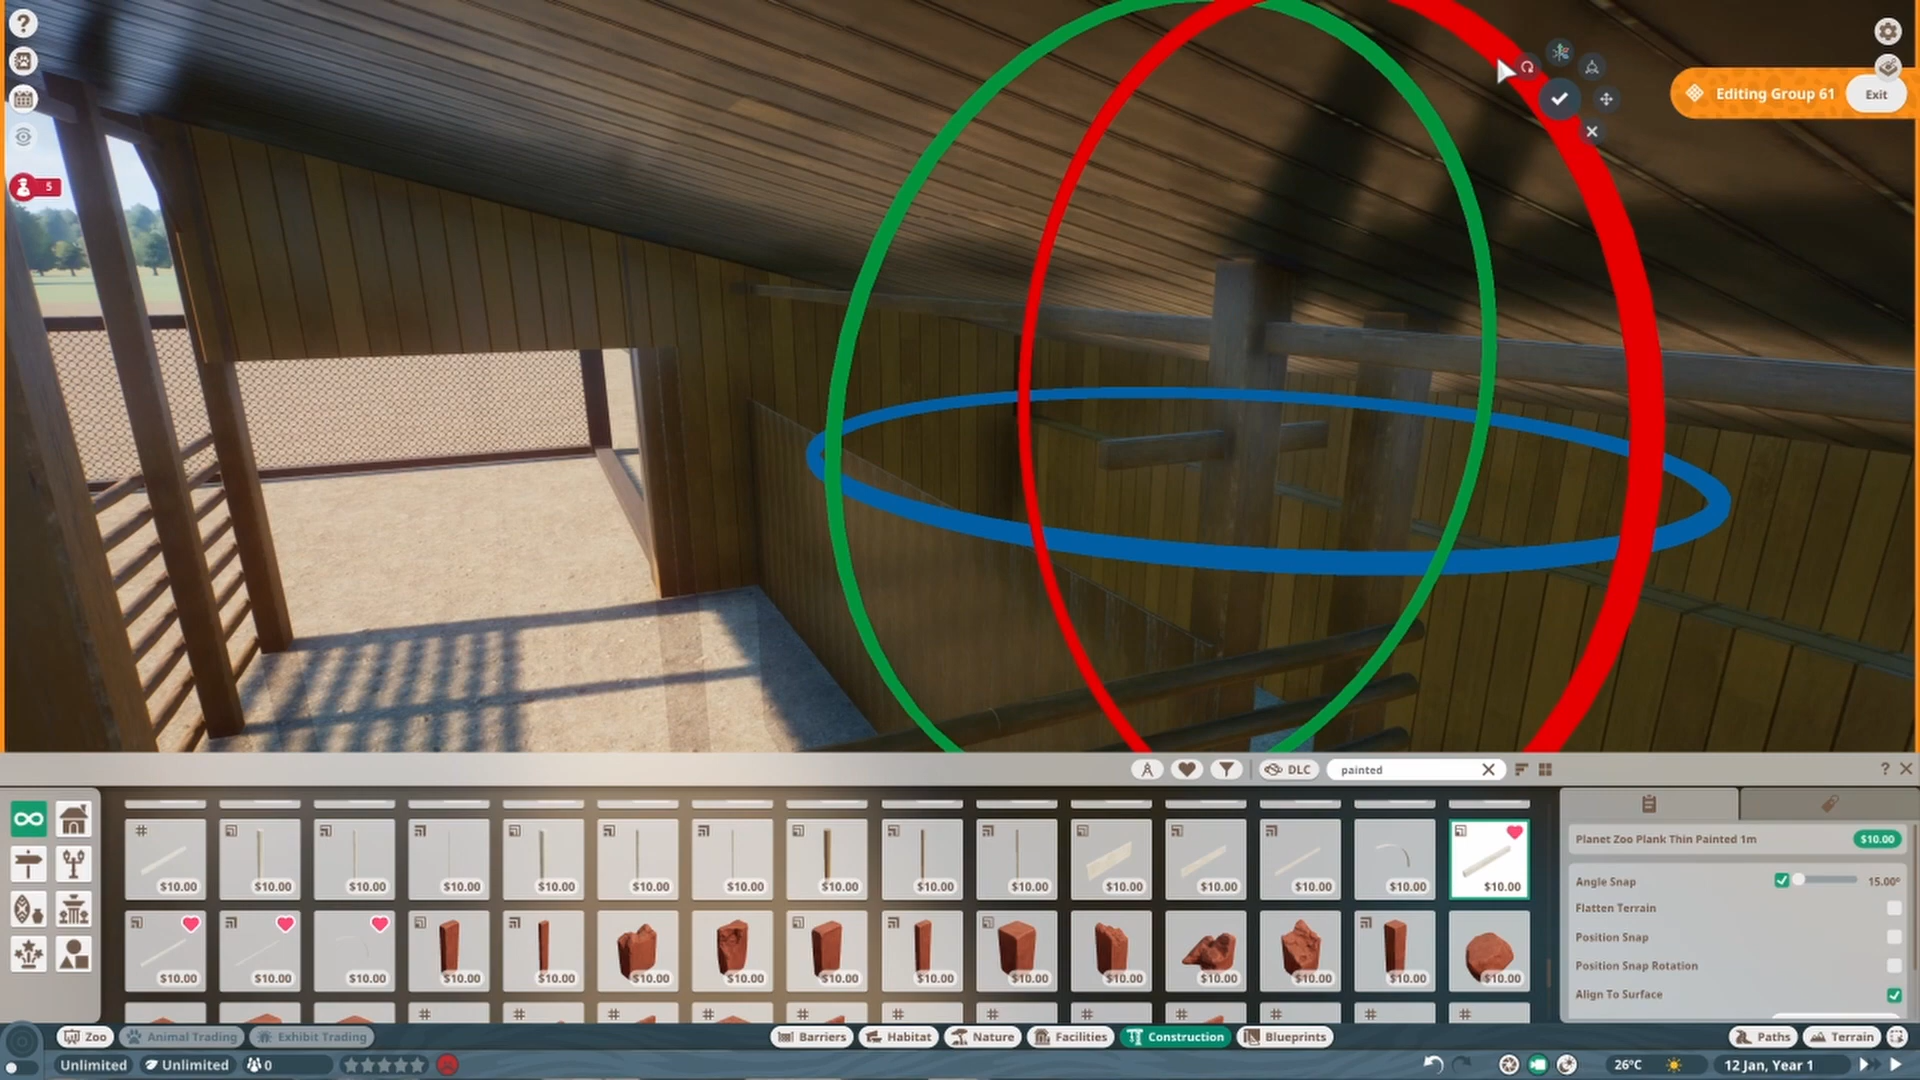 ?
Editing Group 61
Exit
5
DLC
painted
?
$10.00 $10.00 $10.00 $10.00 $10.00 $10.00 $10.00 $10.00 $10.00 $10.00 $10.00 $10.00 $10.00 $10.00 $10.00
$10.00 $10.00 $10.00 $10.00 $10.00 $10.00 $10.00 $10.00 $10.00 $10.00 $10.00 $10.00 $10.00 $10.00 $10.00
Planet Zoo Plank Thin Painted 1m $10.00
Angle Snap 15.00°
Flatten Terrain
Position Snap
Position Snap Rotation
Align To Surface
Zoo Animal Trading Exhibit Trading Barriers Habitat Nature Facilities Construction Blueprints Paths Terrain
Unlimited Unlimited 0 26°C 12 Jan, Year 1